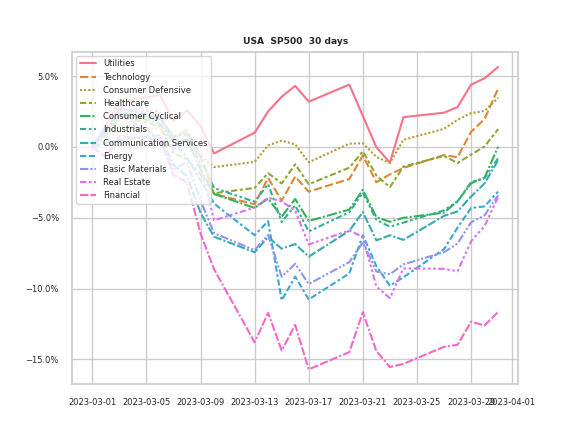 USA SP500 30 days
Utilities
Technology
Consumer Defensive
Healthcare
Consumer Cyclical
Industrials
Communication Services
Energy
Basic Materials
Real Estate
Financial
5.0%
0.0%
−5.0%
−10.0%
−15.0%
2023-03-01 2023-03-05 2023-03-09 2023-03-13 2023-03-17 2023-03-21 2023-03-25 2023-03-29 2023-04-01